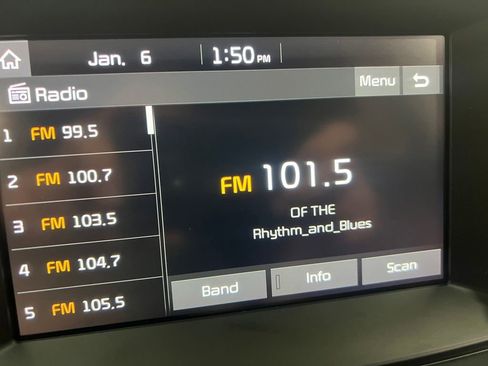 Jan. 6 1:50 PM
Radio Menu
1 FM 99.5
2 FM 100.7
3 FM 103.5
4 FM 104.7
5 FM 105.5
FM 101.5
OF THE
Rhythm_and_Blues
Band Info Scan